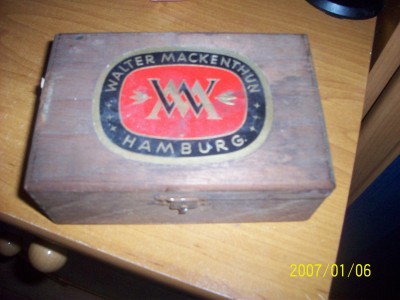 WALTER MACKENTHUN
WM
HAMBURG.
2007/01/06